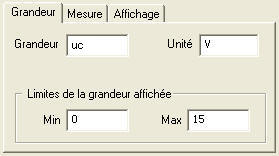 Grandeur Mesure Affichage
Grandeur uc Unité V
Limites de la grandeur affichée
Min 0 Max 15